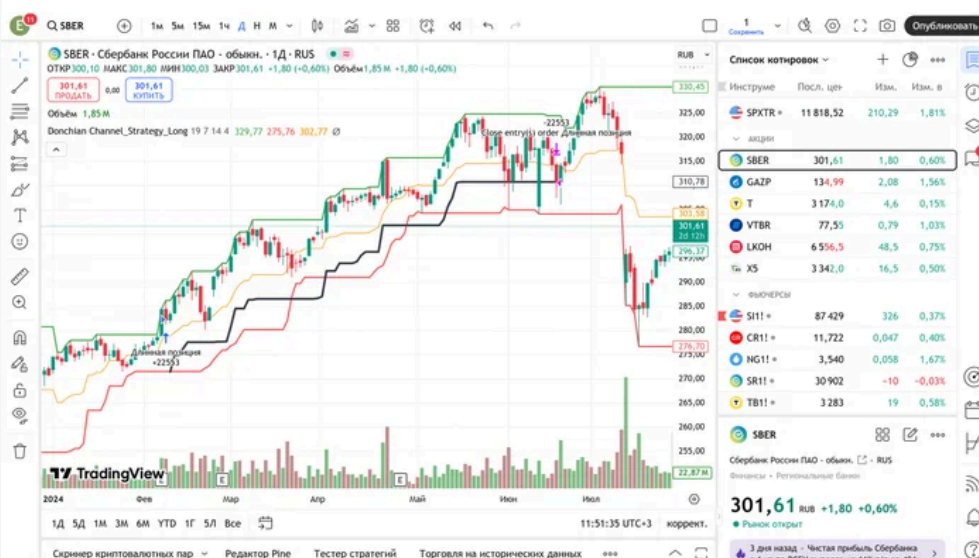 E 11 SBER 1м 5м 15м 1ч Д Н М 1 Сохранить Опубликовать
SBER · Сбербанк России ПАО - обыкн. · 1Д · RUS
RUB
ОТКР300,10 МАКС301,80 МИН300,03 ЗАКР301,61 +1,80 (+0,60%) Объём1,85 М +1,80 (+0,60%)
301,61 ПРОДАТЬ
0,00
301,61 КУПИТЬ
Объём 1,85 М
Donchian Channel_Strategy_Long 19 7 14 4 329,77 275,76 302,77 Ø
-22553
Close entry(s) order Длинная позиция
Длинная позиция
+22553
330,45
325,00
320,00
315,00
310,78
303,58
301,61
2d 12h
296,37
290,00
285,00
280,00
276,70
275,00
270,00
265,00
260,00
255,00
22,87 М
TradingView
E
E
2024 Фев Мар Апр Май Июн Июл
1Д 5Д 1М 3М 6М YTD 1Г 5Л Все
11:51:35 UTC+3 коррект.
Скринер криптовалютных пар Редактор Pine Тестер стратегий Торговля на исторических данных
Список котировок
Инструме Посл. цен Изм. Изм. в
SPXTR 11 818,52 210,29 1,81%
АКЦИИ
SBER 301,61 1,80 0,60%
GAZP 134,99 2,08 1,56%
T 3 174,0 4,6 0,15%
VTBR 77,55 0,79 1,03%
LKOH 6 556,5 48,5 0,75%
X5 3 342,0 16,5 0,50%
ФЬЮЧЕРСЫ
SI1! 87 429 326 0,37%
CR1! 11,722 0,047 0,40%
NG1! 3,540 0,058 1,67%
SR1! 30 902 −10 −0,03%
TB1! 3 283 19 0,58%
SBER
Сбербанк России ПАО - обыкн. · RUS
Финансы • Региональные банки
301,61 RUB +1,80 +0,60%
Рынок открыт
3 дня назад · Чистая прибыль Сбербанка